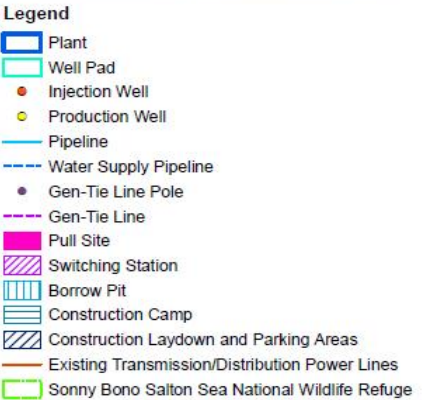 Legend
Plant
Well Pad
Injection Well
Production Well
Pipeline
Water Supply Pipeline
Gen-Tie Line Pole
Gen-Tie Line
Pull Site
Switching Station
Borrow Pit
Construction Camp
Construction Laydown and Parking Areas
Existing Transmission/Distribution Power Lines
Sonny Bono Salton Sea National Wildlife Refuge